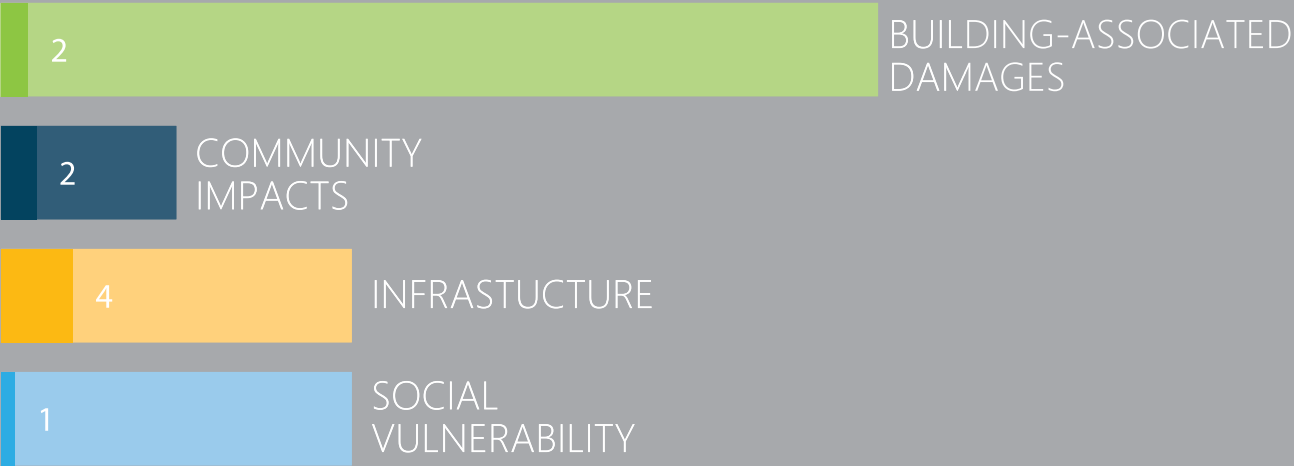 2
BUILDING-ASSOCIATED
DAMAGES
2
COMMUNITY
IMPACTS
4
INFRASTUCTURE
1
SOCIAL
VULNERABILITY